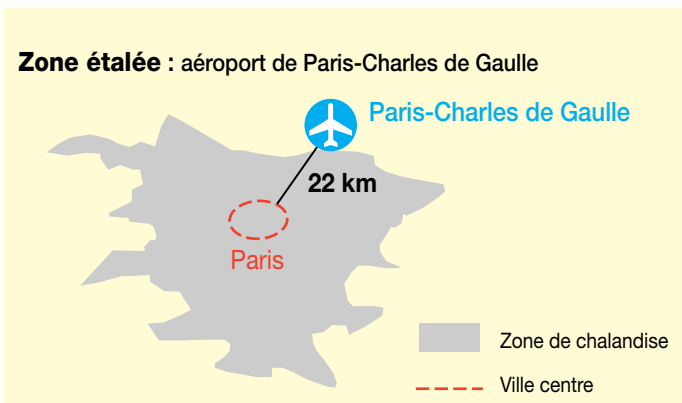 Zone étalée : aéroport de Paris-Charles de Gaulle
Paris-Charles de Gaulle
22 km
Paris
Zone de chalandise
Ville centre